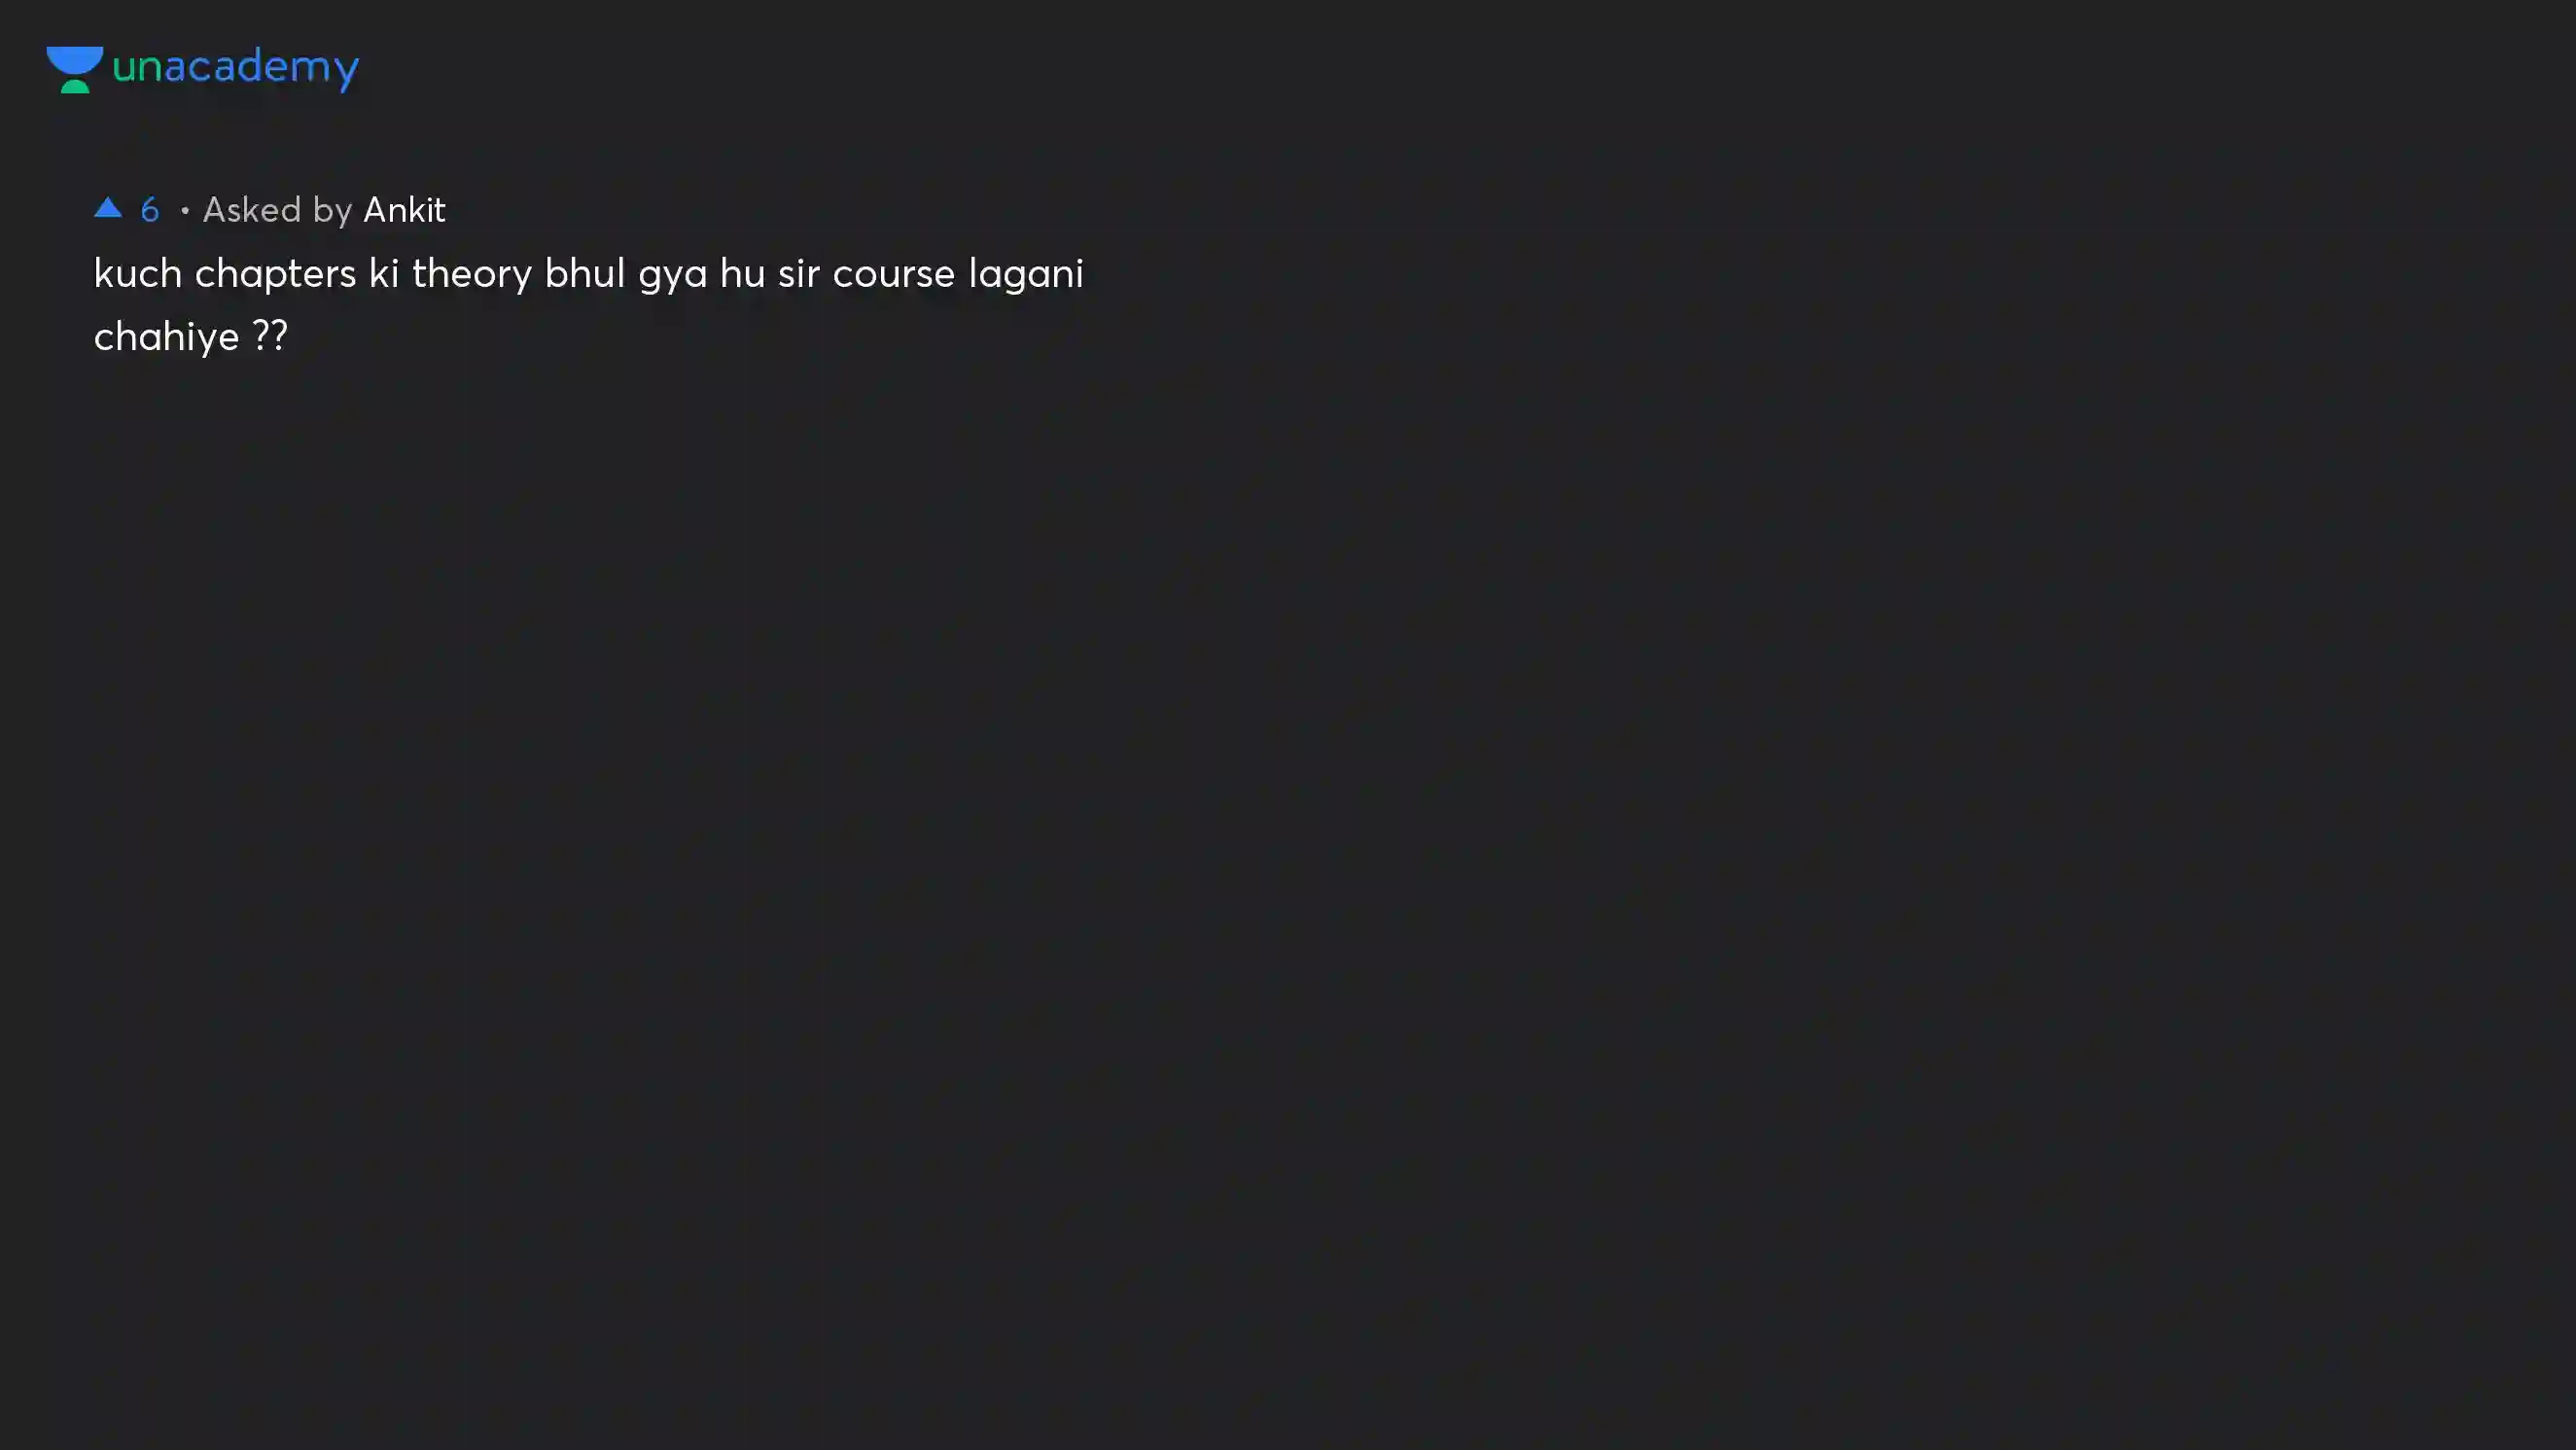 unacademy
▲ 6 • Asked by Ankit
kuch chapters ki theory bhul gya hu sir course lagani
chahiye ??